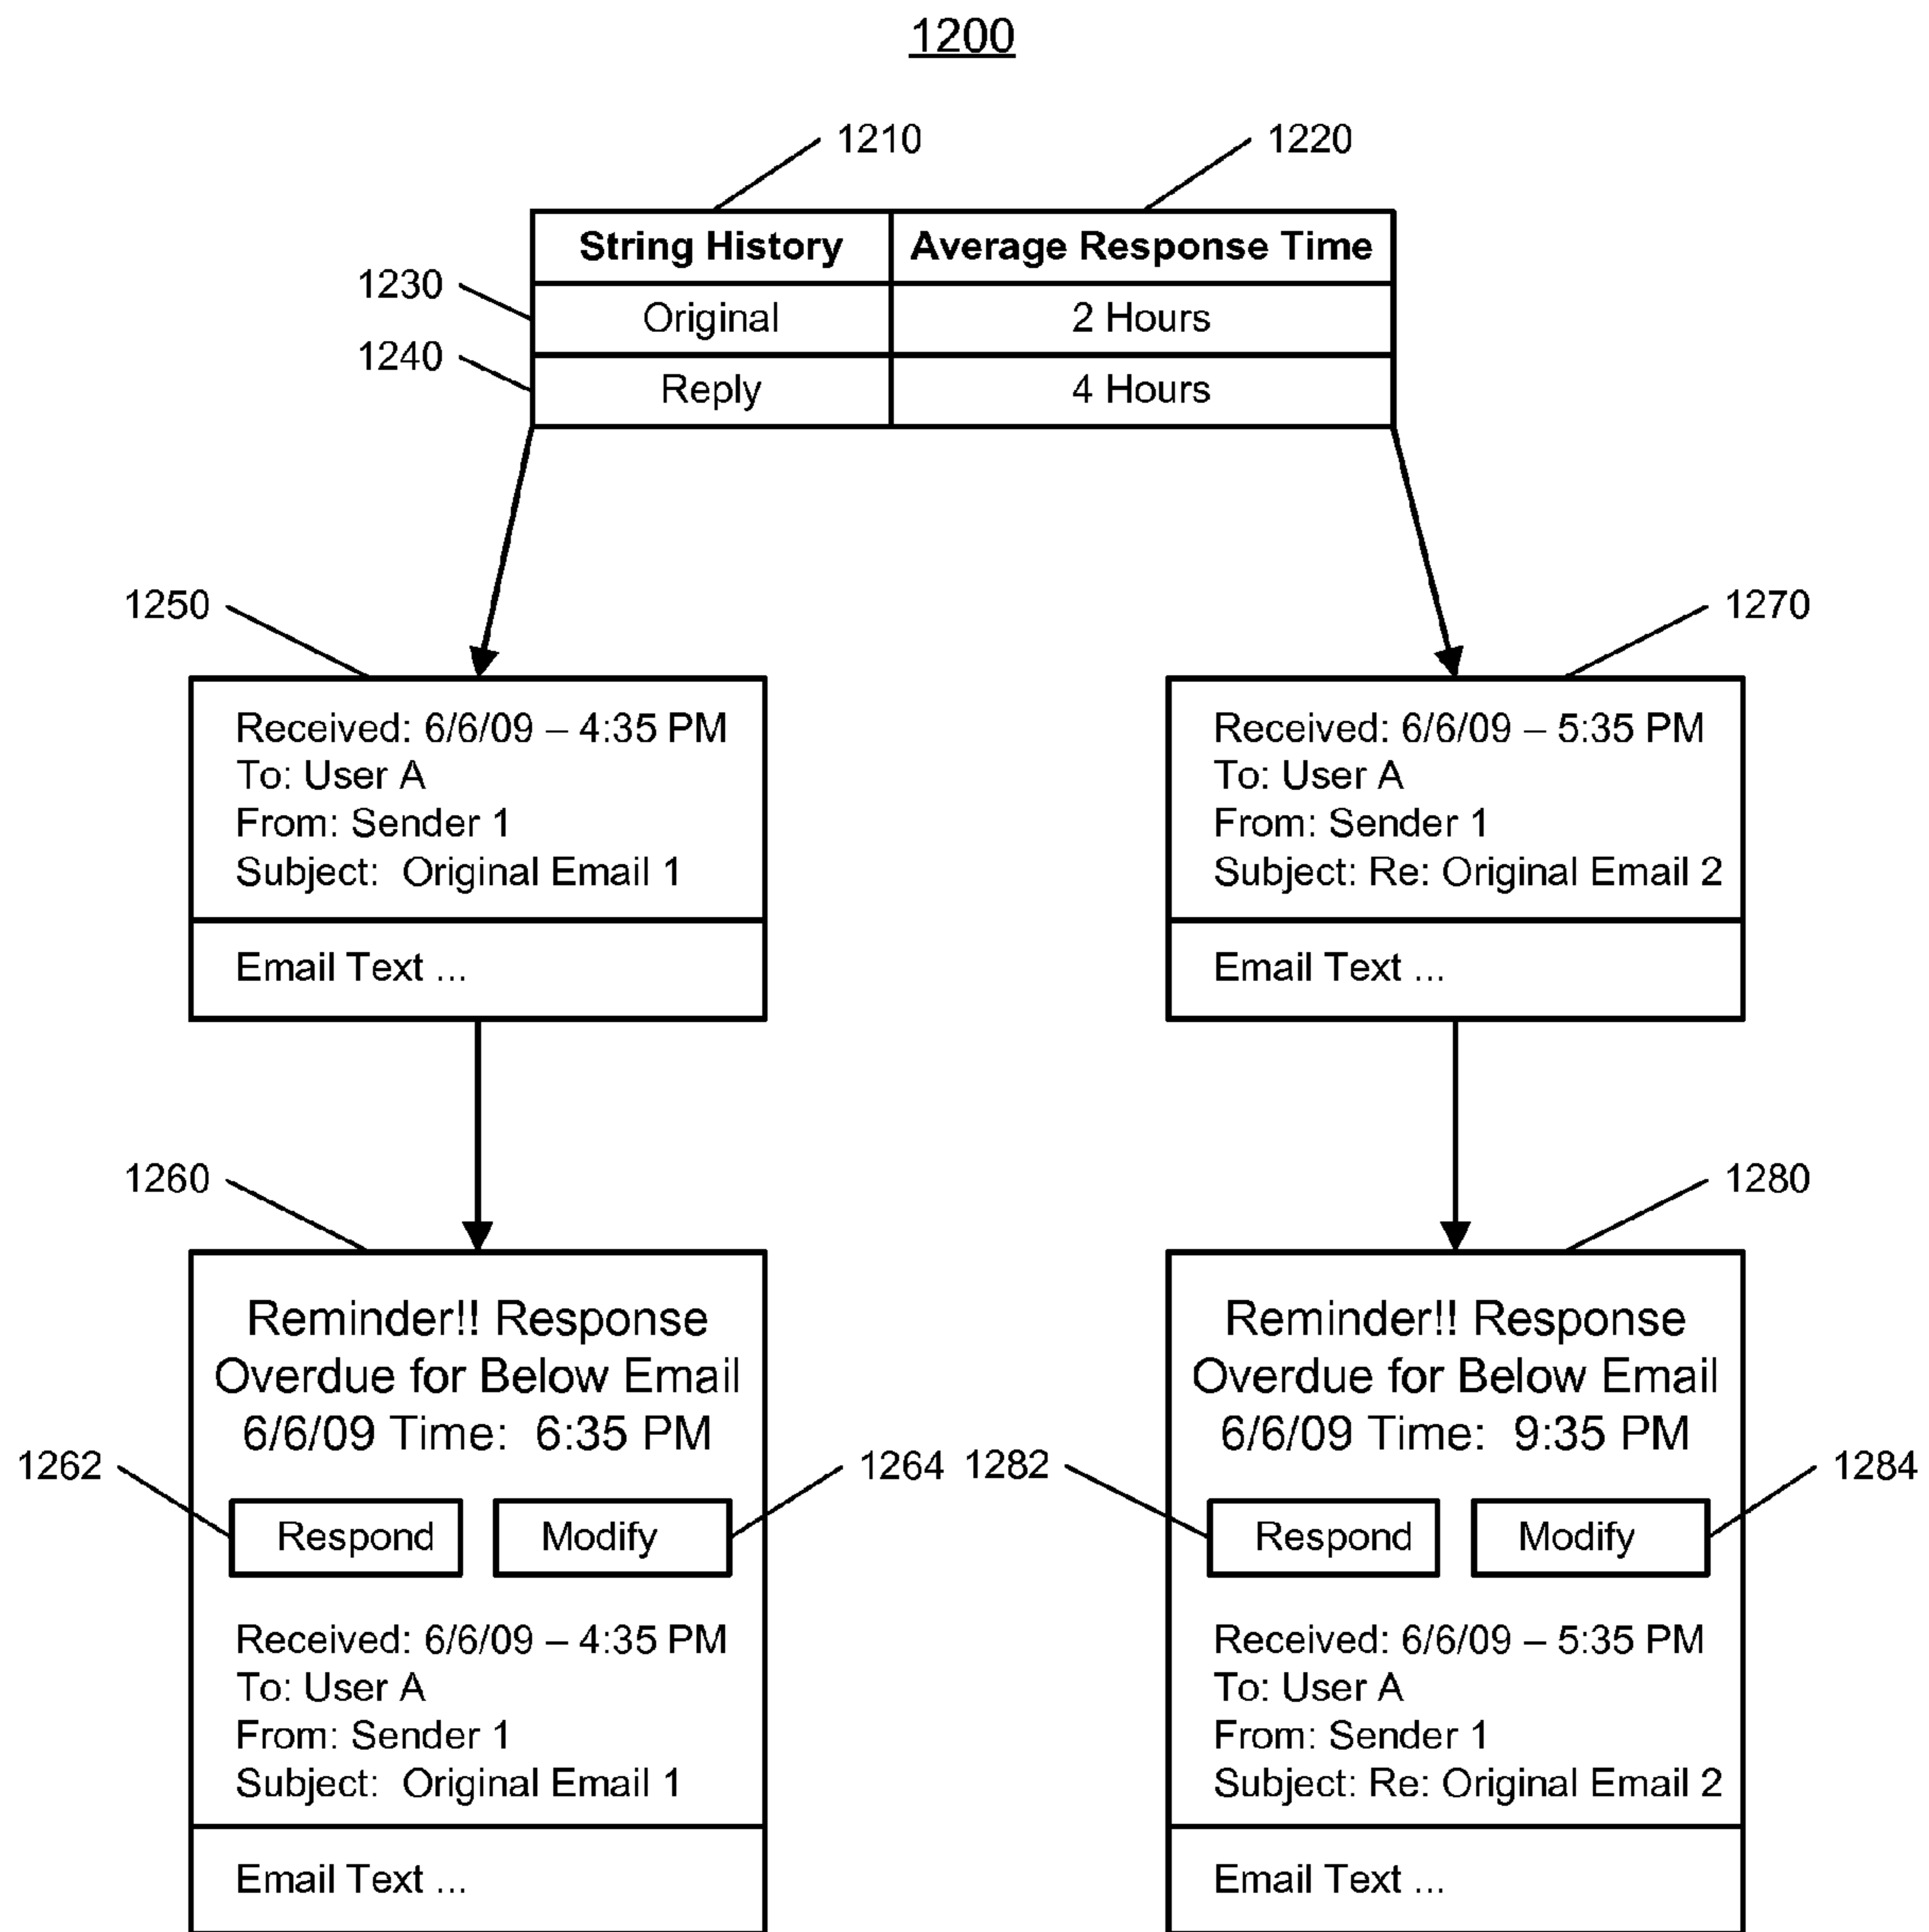 1200
1210
1220
String History
Average Response Time
1230
Original
2 Hours
1240
Reply
4 Hours
1250
Received: 6/6/09 – 4:35 PM
To: User A
From: Sender 1
Subject:  Original Email 1
Email Text ...
1270
Received: 6/6/09 – 5:35 PM
To: User A
From: Sender 1
Subject: Re: Original Email 2
Email Text ...
1260
Reminder!! Response
Overdue for Below Email
6/6/09 Time:  6:35 PM
1262
1264
Respond
Modify
Received: 6/6/09 – 4:35 PM
To: User A
From: Sender 1
Subject:  Original Email 1
Email Text ...
1280
Reminder!! Response
Overdue for Below Email
6/6/09 Time:  9:35 PM
1282
1284
Respond
Modify
Received: 6/6/09 – 5:35 PM
To: User A
From: Sender 1
Subject: Re: Original Email 2
Email Text ...